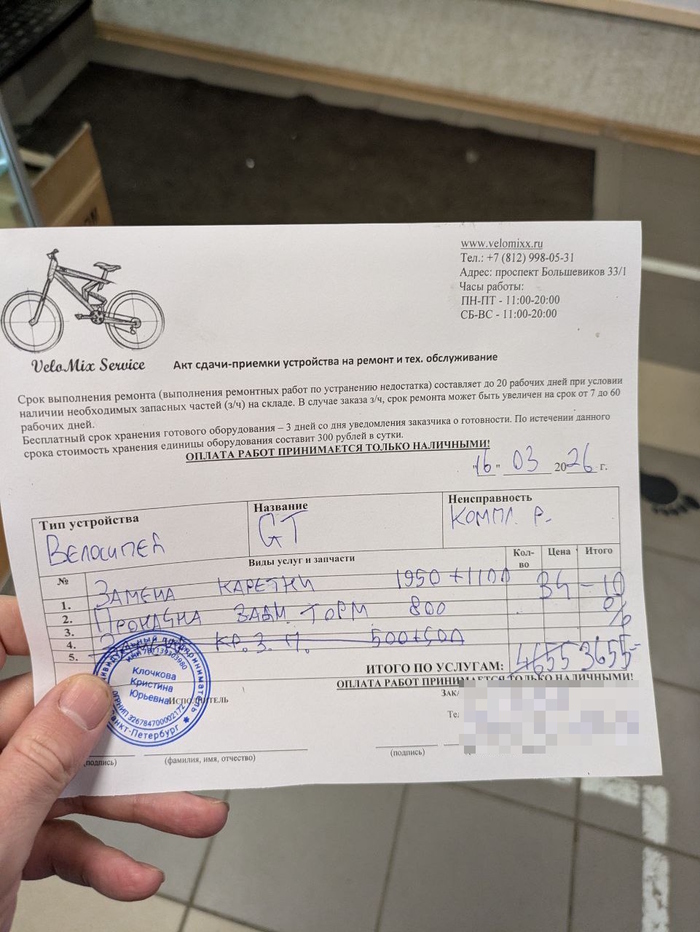 www.velomixx.ru
Тел.: +7 (812) 998-05-31
Адрес: проспект Большевиков 33/1
Часы работы:
ПН-ПТ - 11:00-20:00
СБ-ВС - 11:00-20:00
VeloMix Service
Акт сдачи-приемки устройства на ремонт и тех. обслуживание
Срок выполнения ремонта (выполнения ремонтных работ по устранению недостатка) составляет до 20 рабочих дней при условии
наличии необходимых запасных частей (з/ч) на складе. В случае заказа з/ч, срок ремонта может быть увеличен на срок от 7 до 60
рабочих дней.
Бесплатный срок хранения готового оборудования – 3 дней со дня уведомления заказчика о готовности. По истечении данного
срока стоимость хранения единицы оборудования составит 300 рублей в сутки.
ОПЛАТА РАБОТ ПРИНИМАЕТСЯ ТОЛЬКО НАЛИЧНЫМИ!
"16" 03 2026 г.
Тип устройства Название Неисправность
Велосипед GT Компл. р.
№ Виды услуг и запчасти Кол-во Цена Итого
1. Замена каретки 1950 + 1100
2. Прокачка задн. торм 800
3.
4. кр. з. п. 500+500
5.
-10
%
ИТОГО ПО УСЛУГАМ: 4655 3655-
ОПЛАТА РАБОТ ПРИНИМАЕТСЯ ТОЛЬКО НАЛИЧНЫМИ!
Клочкова
Кристина
Юрьевна
Санкт-Петербург
(подпись) (фамилия, имя, отчество) (подпись)